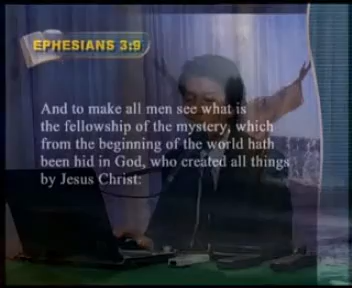 EPHESIANS 3:9
And to make all men see what is
the fellowship of the mystery, which
from the beginning of the world hath
been hid in God, who created all things
by Jesus Christ: